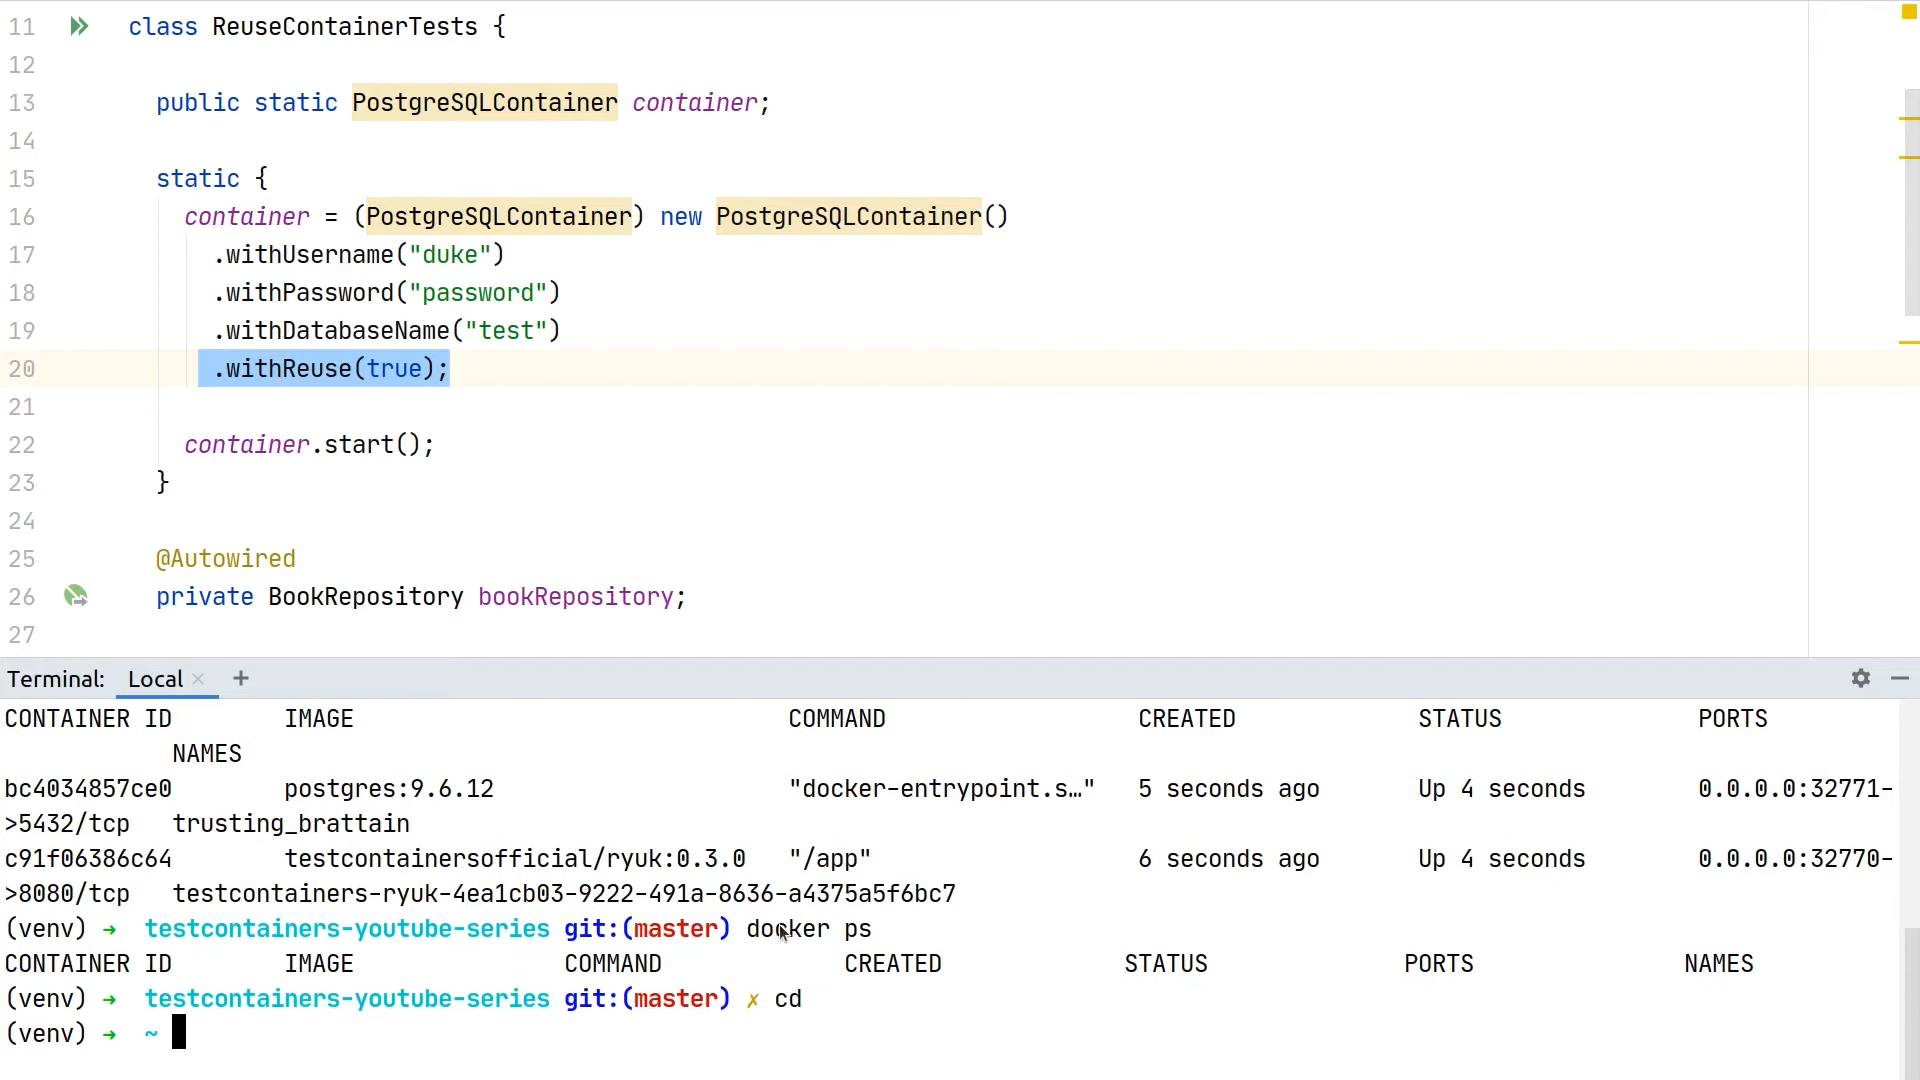 11 class ReuseContainerTests {
12
13 public static PostgreSQLContainer container;
14
15 static {
16 container = (PostgreSQLContainer) new PostgreSQLContainer()
17 .withUsername("duke")
18 .withPassword("password")
19 .withDatabaseName("test")
20 .withReuse(true);
21
22 container.start();
23 }
24
25 @Autowired
26 private BookRepository bookRepository;
27
Terminal: Local × +
CONTAINER ID IMAGE COMMAND CREATED STATUS PORTS
NAMES
bc4034857ce0 postgres:9.6.12 "docker-entrypoint.s…" 5 seconds ago Up 4 seconds 0.0.0.0:32771-
>5432/tcp trusting_brattain
c91f06386c64 testcontainersofficial/ryuk:0.3.0 "/app" 6 seconds ago Up 4 seconds 0.0.0.0:32770-
>8080/tcp testcontainers-ryuk-4ea1cb03-9222-491a-8636-a4375a5f6bc7
(venv) → testcontainers-youtube-series git:(master) docker ps
CONTAINER ID IMAGE COMMAND CREATED STATUS PORTS NAMES
(venv) → testcontainers-youtube-series git:(master) ✗ cd
(venv) → ~